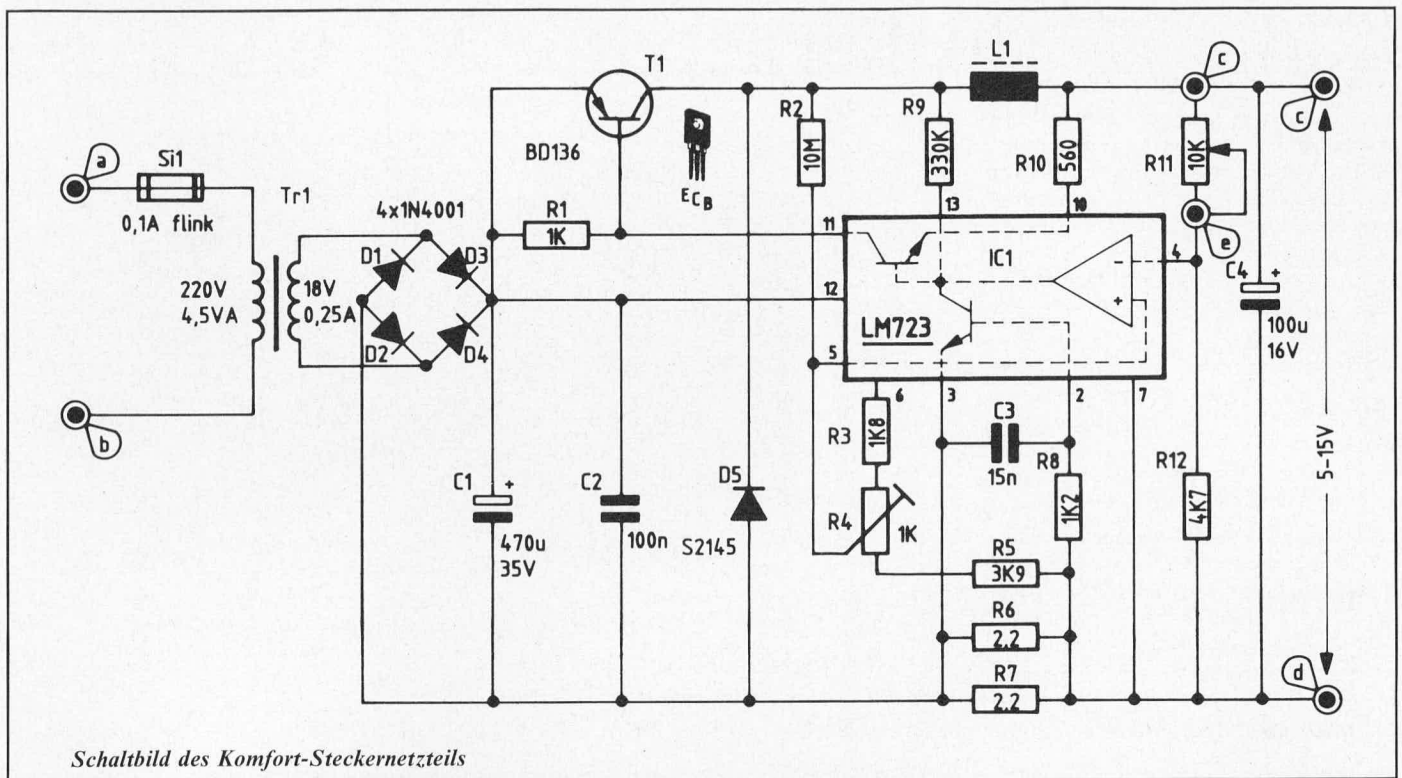 T1
L1
c
c
a
Si1
0,1A flink
Tr1
BD136
E C B
R2
10M
R9
330K
R10
560
R11
10K
4x1N4001
R1
1K
11
13
10
4
e
IC1
-
+
D1
D3
D2
D4
220V
4,5VA
18V
0,25A
12
LM723
5
C4
+
100u
16V
b
6
3
2
7
R3
1K8
C3
15n
R8
1K2
R12
4K7
5-15V
C1
+
470u
35V
C2
100n
D5
S2145
R4
1K
R5
3K9
R6
2.2
R7
2.2
d
Schaltbild des Komfort-Steckernetzteils